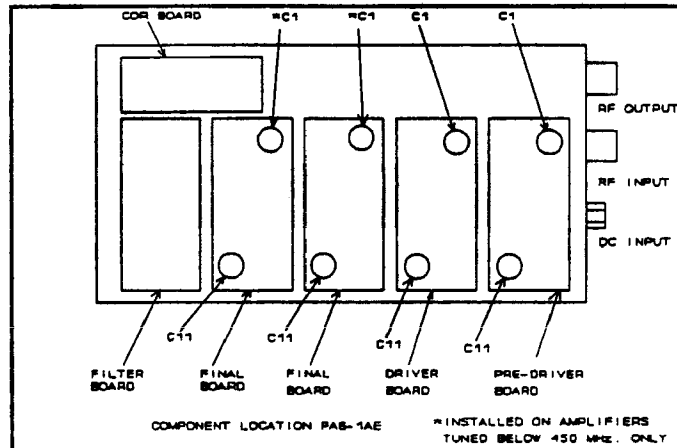 COR BOARD
*C1
*C1
C1
C1
RF OUTPUT
RF INPUT
DC INPUT
C11
C11
C11
C11
FILTER BOARD
FINAL BOARD
FINAL BOARD
DRIVER BOARD
PRE-DRIVER BOARD
COMPONENT LOCATION PA6-1AE
*INSTALLED ON AMPLIFIERS
TUNED BELOW 450 MHz. ONLY